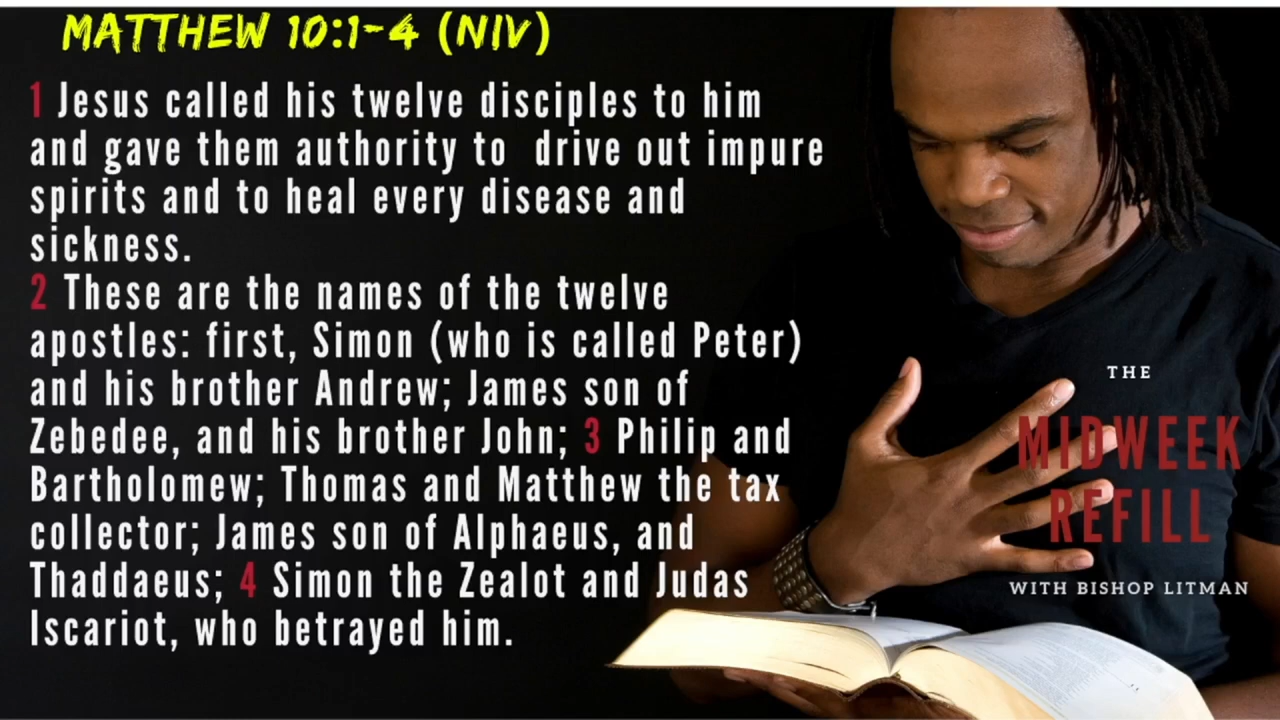 MATTHEW 10:1-4 (NIV)
1 Jesus called his twelve disciples to him
and gave them authority to drive out impure
spirits and to heal every disease and
sickness.
2 These are the names of the twelve
apostles: first, Simon (who is called Peter)
and his brother Andrew; James son of
Zebedee, and his brother John; 3 Philip and
Bartholomew; Thomas and Matthew the tax
collector; James son of Alphaeus, and
Thaddaeus; 4 Simon the Zealot and Judas
Iscariot, who betrayed him.
THE
MIDWEEK
REFILL
WITH BISHOP LITMAN